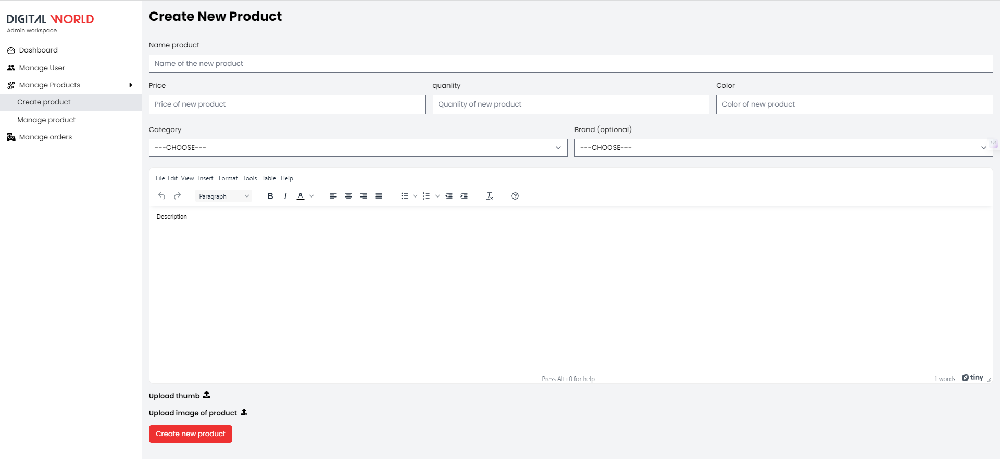 DIGITAL WORLD
Admin workspace
Dashboard
Manage User
Manage Products
Create product
Manage product
Manage orders
Create New Product
Name product
Name of the new product
Price
quanlity
Color
Price of new product
Quanlity of new product
Color of new product
Category
Brand (optional)
---CHOOSE---
---CHOOSE---
File Edit View Insert Format Tools Table Help
Paragraph
B I A
Description
Press Alt+0 for help
1 words
tiny
Upload thumb
Upload image of product
Create new product